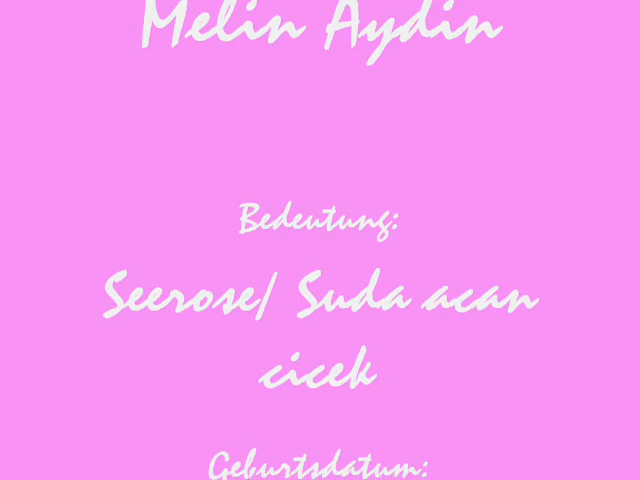 Melin Aydin
Bedeutung:
Seerose/ Suda acan
cicek
Geburtsdatum: